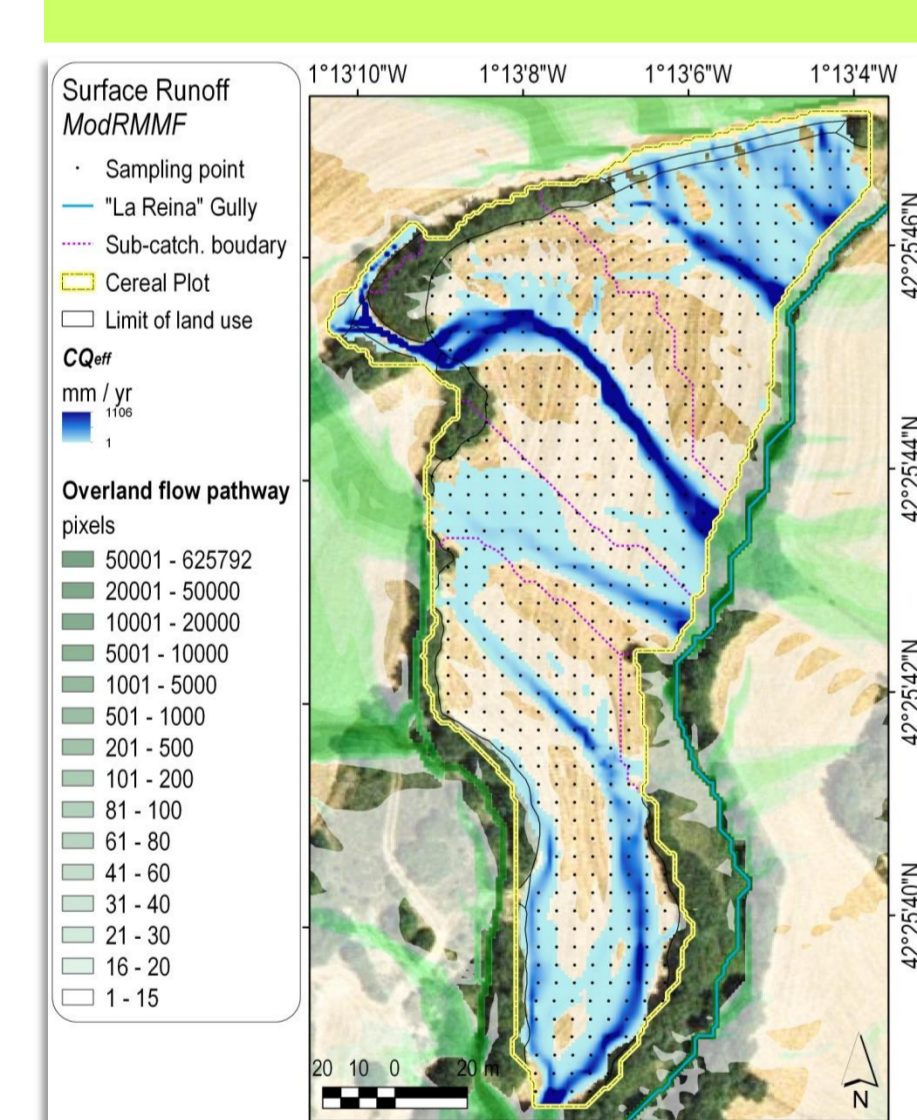 Surface Runoff
ModRMMF
Sampling point
"La Reina" Gully
Sub-catch. boudary
Cereal Plot
Limit of land use
CQeff
mm / yr
1106
1
Overland flow pathway
pixels
50001 - 625792
20001 - 50000
10001 - 20000
5001 - 10000
1001 - 5000
501 - 1000
201 - 500
101 - 200
81 - 100
61 - 80
41 - 60
31 - 40
21 - 30
16 - 20
1 - 15
1°13'10"W 1°13'8"W 1°13'6"W 1°13'4"W
42°25'46"N
42°25'44"N
42°25'42"N
42°25'40"N
20 10 0 20 m
N